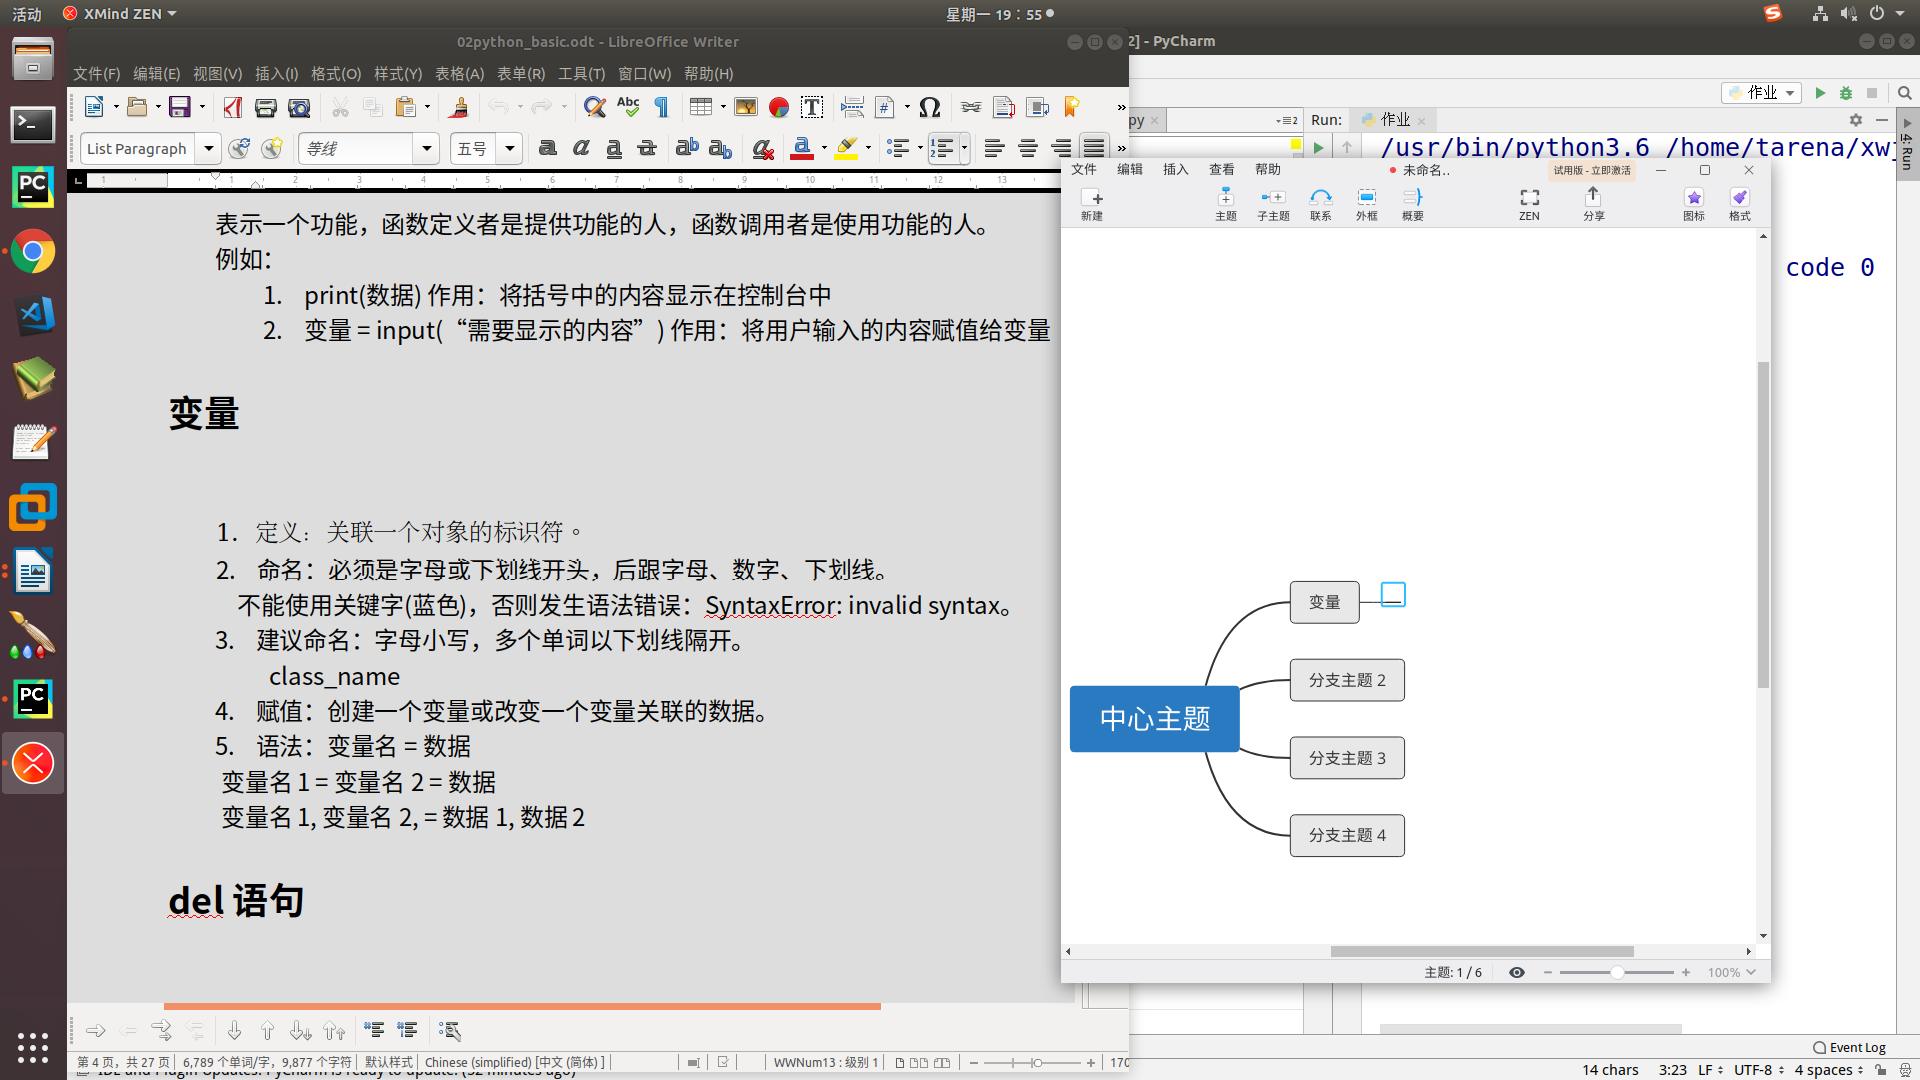 活动 XMind ZEN 星期一 19:55
02python_basic.odt - LibreOffice Writer
文件(F) 编辑(E) 视图(V) 插入(I) 格式(O) 样式(Y) 表格(A) 表单(R) 工具(T) 窗口(W) 帮助(H)
List Paragraph 等线 五号
1 1 2 3 4 5 6 7 8 9 10 11 12 13
表示一个功能，函数定义者是提供功能的人，函数调用者是使用功能的人。
例如：
1. print(数据) 作用：将括号中的内容显示在控制台中
2. 变量 = input(“需要显示的内容”) 作用：将用户输入的内容赋值给变量
变量
1. 定义：关联一个对象的标识符。
2. 命名：必须是字母或下划线开头，后跟字母、数字、下划线。
不能使用关键字(蓝色)，否则发生语法错误：SyntaxError: invalid syntax。
3. 建议命名：字母小写，多个单词以下划线隔开。
class_name
4. 赋值：创建一个变量或改变一个变量关联的数据。
5. 语法：变量名 = 数据
变量名 1 = 变量名 2 = 数据
变量名 1, 变量名 2, = 数据 1, 数据 2
del 语句
第 4 页，共 27 页 6,789 个单词/字，9,877 个字符 默认样式 Chinese (simplified) [中文 (简体) ] WWNum13 : 级别 1 170
2] - PyCharm
作业
py
Run: 作业
4: Run
/usr/bin/python3.6 /home/tarena/xw
code 0
文件 编辑 插入 查看 帮助 未命名.. 试用版 - 立即激活
新建 主题 子主题 联系 外框 概要 ZEN 分享 图标 格式
变量
分支主题 2
中心主题
分支主题 3
分支主题 4
主题: 1 / 6 100%
Event Log
IDE and Plugin Updates: PyCharm is ready to update. (52 minutes ago)
14 chars 3:23 LF UTF-8 4 spaces